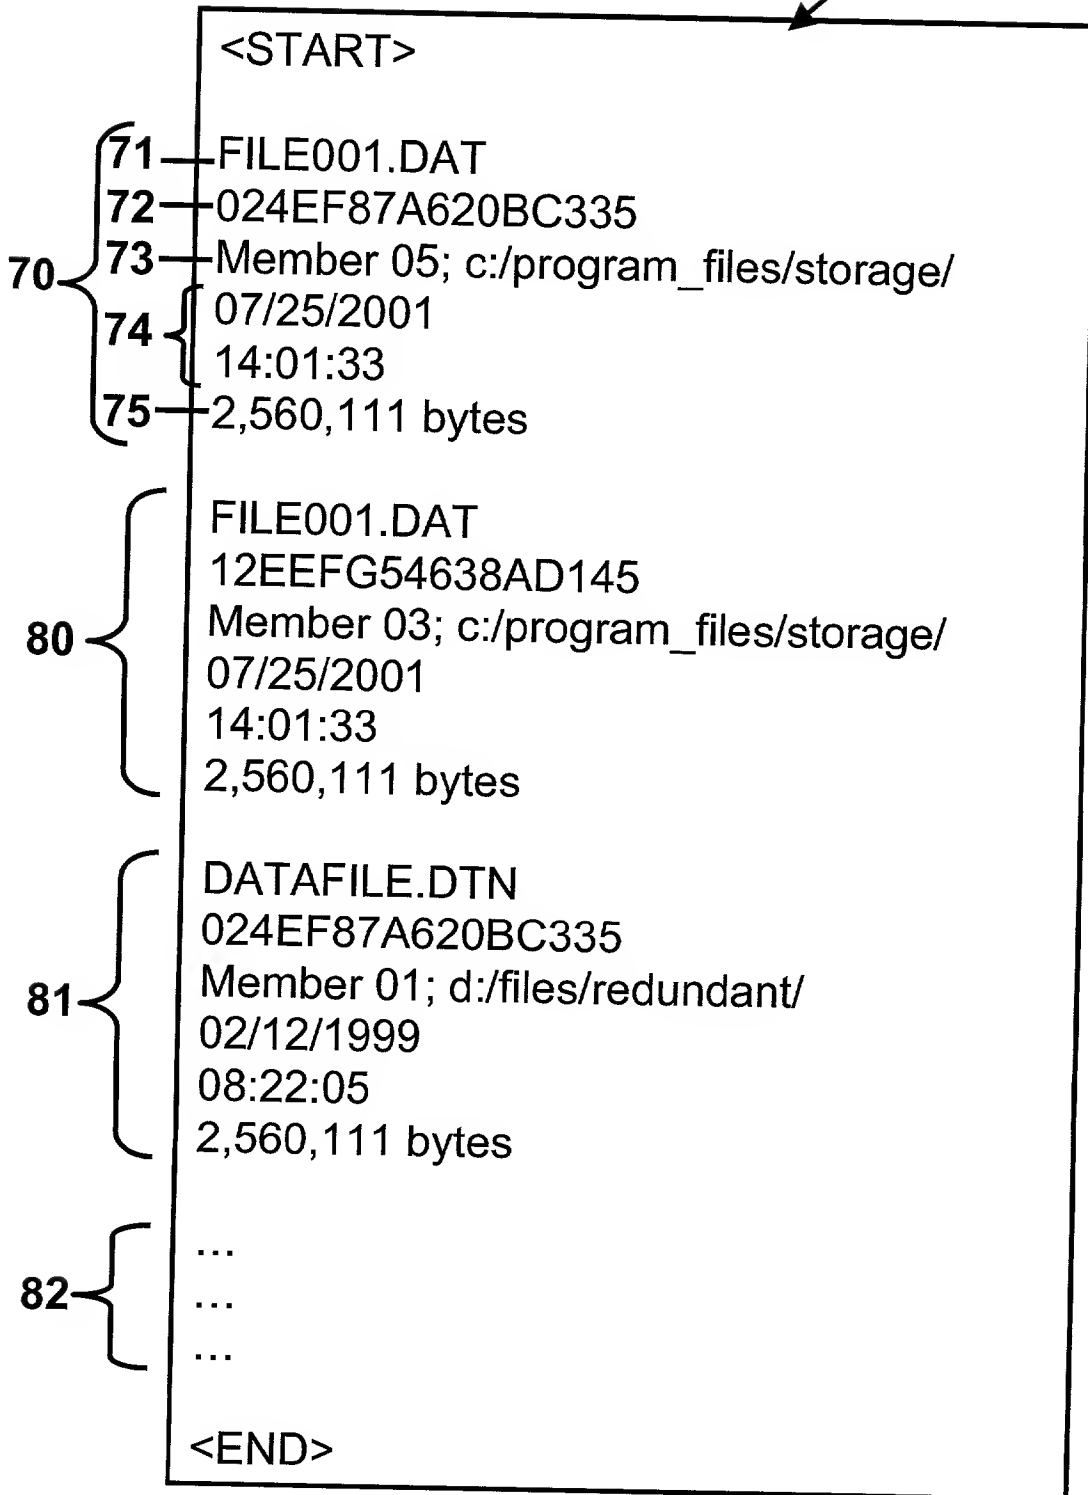 <START>
71 FILE001.DAT
72 024EF87A620BC335
70 73 Member 05; c:/program_files/storage/
74 07/25/2001
14:01:33
75 2,560,111 bytes
FILE001.DAT
12EEFG54638AD145
80 Member 03; c:/program_files/storage/
07/25/2001
14:01:33
2,560,111 bytes
DATAFILE.DTN
024EF87A620BC335
81 Member 01; d:/files/redundant/
02/12/1999
08:22:05
2,560,111 bytes
...
82 ...
...
<END>